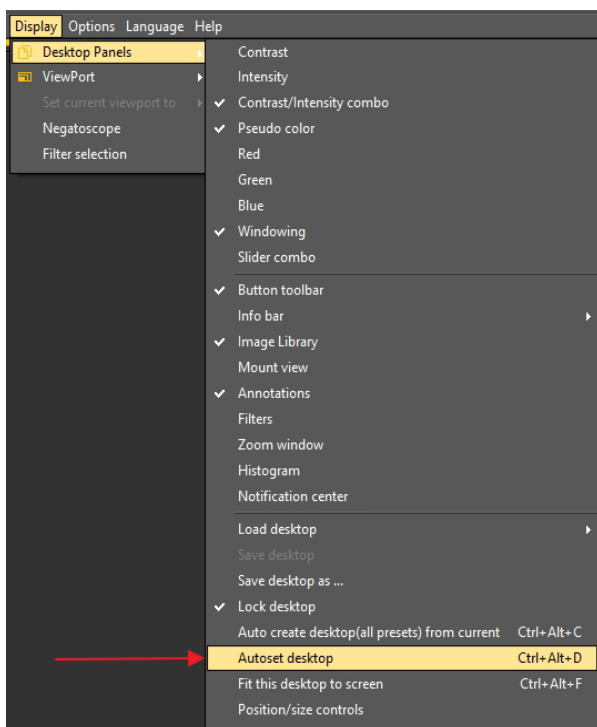 Display Options Language Help
Desktop Panels
ViewPort
Set current viewport to
Negatoscope
Filter selection
Contrast
Intensity
Contrast/Intensity combo
Pseudo color
Red
Green
Blue
Windowing
Slider combo
Button toolbar
Info bar
Image Library
Mount view
Annotations
Filters
Zoom window
Histogram
Notification center
Load desktop
Save desktop
Save desktop as ...
Lock desktop
Auto create desktop(all presets) from current Ctrl+Alt+C
Autoset desktop Ctrl+Alt+D
Fit this desktop to screen Ctrl+Alt+F
Position/size controls